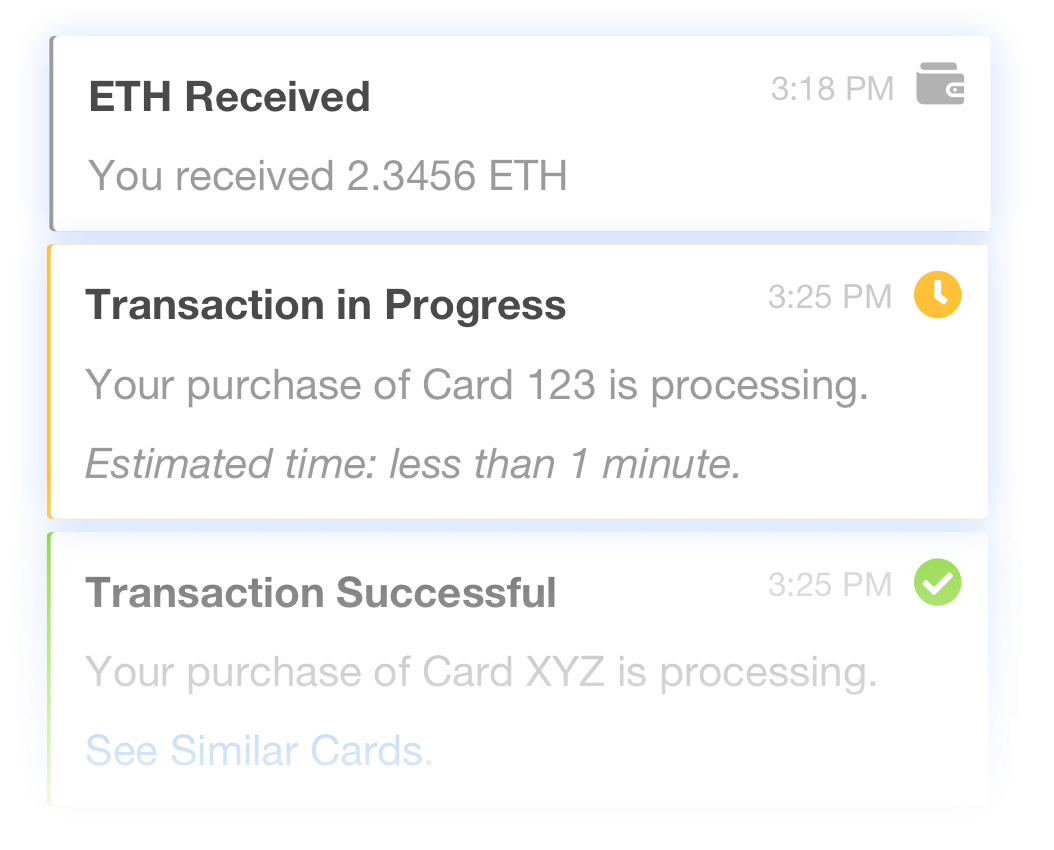 ETH Received
3:18 PM
You received 2.3456 ETH
Transaction in Progress
3:25 PM
Your purchase of Card 123 is processing.
Estimated time: less than 1 minute.
Transaction Successful
3:25 PM
Your purchase of Card XYZ is processing.
See Similar Cards.